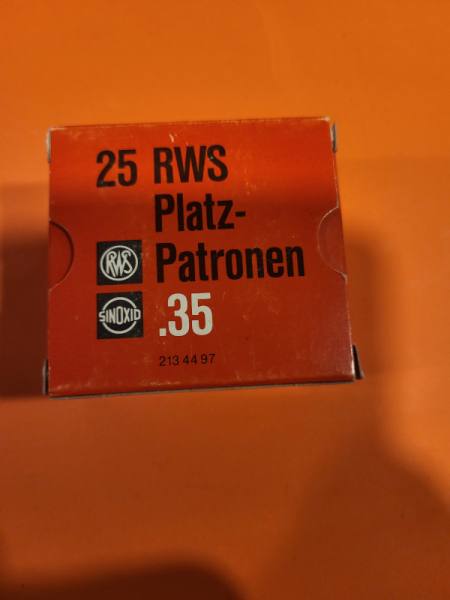 25 RWS
Platz-
Patronen
RWS
SINOXID
.35
213 44 97